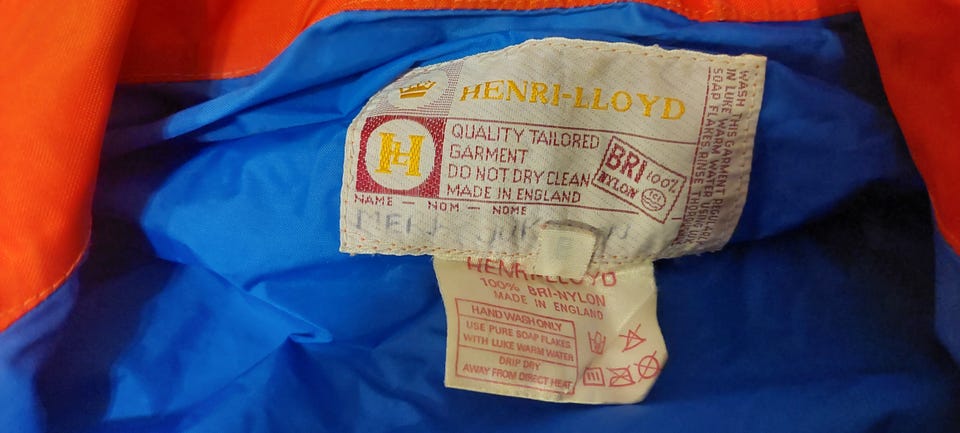 HENRI-LLOYD
HL
QUALITY TAILORED
GARMENT
DO NOT DRY CLEAN
MADE IN ENGLAND
BRI 100%
NYLON ICI
WASH THIS GARMENT REGULARLY
IN LUKE WARM WATER USING
SOAP FLAKES. RINSE THOROUGHLY
NAME – NOM – NOME
HENRI-LLOYD
100% BRI-NYLON
MADE IN ENGLAND
HAND WASH ONLY
USE PURE SOAP FLAKES
WITH LUKE WARM WATER
DRIP DRY
AWAY FROM DIRECT HEAT